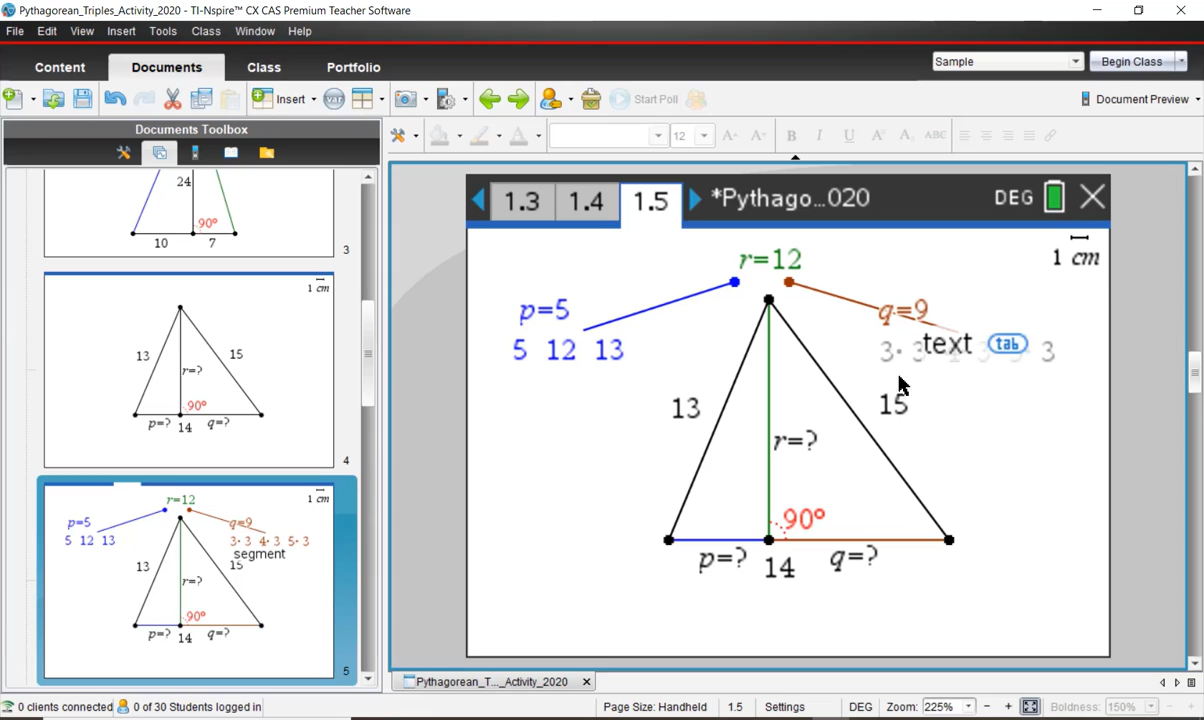 Pythagorean_Triples_Activity_2020 - TI-Nspire™ CX CAS Premium Teacher Software
File Edit View Insert Tools Class Window Help
Content Documents Class Portfolio
Sample Begin Class
Insert Start Poll Document Preview
Documents Toolbox
12 B I U A A ABC
24
90°
10 7
3
1 cm
13 15
r=?
90°
p=? 14 q=?
4
1 cm
r=12
p=5 q=9
5 12 13 3· 3 4· 3 5· 3
segment
13 15
r=?
90°
p=? 14 q=?
5
1.3 1.4 1.5 *Pythago...020 DEG
1 cm
r=12
p=5 q=9
5 12 13 3· 3 3 3
text tab
13 15
r=?
90°
p=? 14 q=?
Pythagorean_T..._Activity_2020
0 clients connected 0 of 30 Students logged in Page Size: Handheld 1.5 Settings DEG Zoom: 225% Boldness: 150%